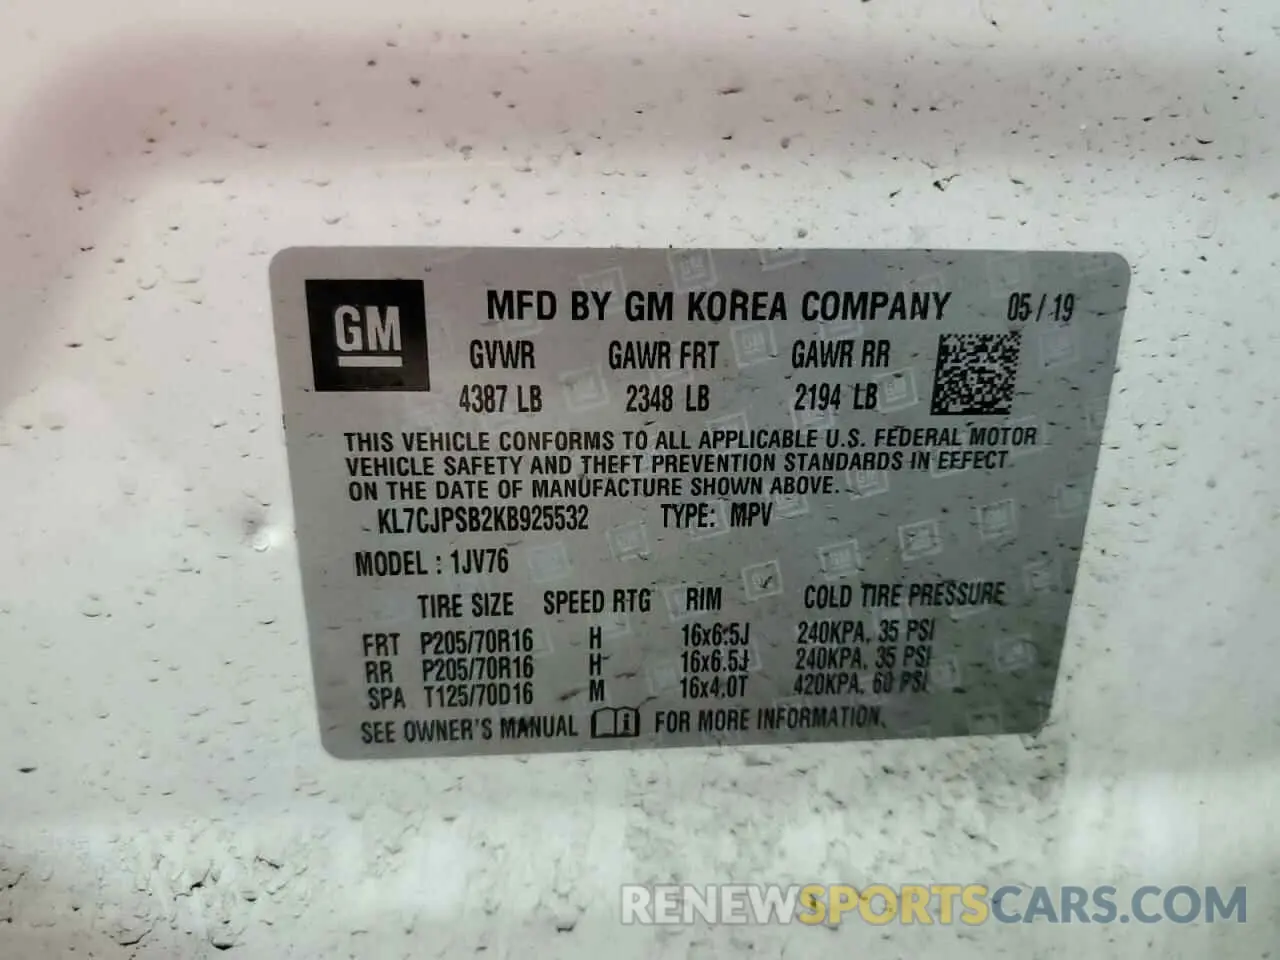 GM
MFD BY GM KOREA COMPANY 05/19
GVWR GAWR FRT GAWR RR
4387 LB 2348 LB 2194 LB
THIS VEHICLE CONFORMS TO ALL APPLICABLE U.S. FEDERAL MOTOR
VEHICLE SAFETY AND THEFT PREVENTION STANDARDS IN EFFECT
ON THE DATE OF MANUFACTURE SHOWN ABOVE.
KL7CJPSB2KB925532 TYPE: MPV
MODEL : 1JV76
TIRE SIZE SPEED RTG RIM COLD TIRE PRESSURE
FRT P205/70R16 H 16x6.5J 240KPA, 35 PSI
RR P205/70R16 H 16x6.5J 240KPA, 35 PSI
SPA T125/70D16 M 16x4.0T 420KPA, 60 PSI
SEE OWNER'S MANUAL FOR MORE INFORMATION.
RENEWSPORTSCARS.COM